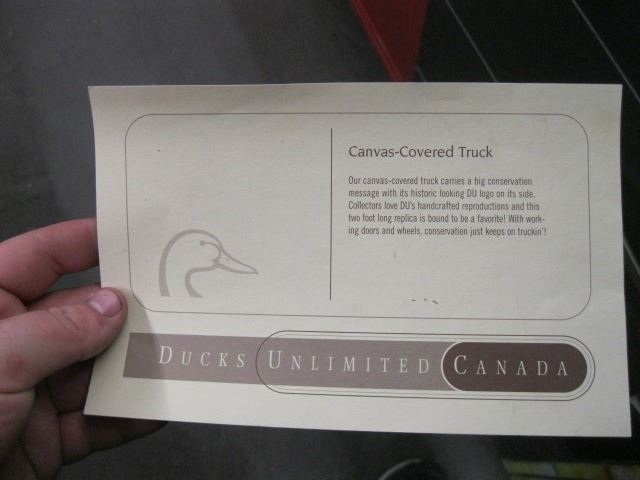 Canvas-Covered Truck
Our canvas-covered truck carries a big conservation
message with its historic looking DU logo on its side.
Collectors love DU's handcrafted reproductions and this
two foot long replica is bound to be a favorite! With work-
ing doors and wheels, conservation just keeps on truckin'!
DUCKS UNLIMITED CANADA